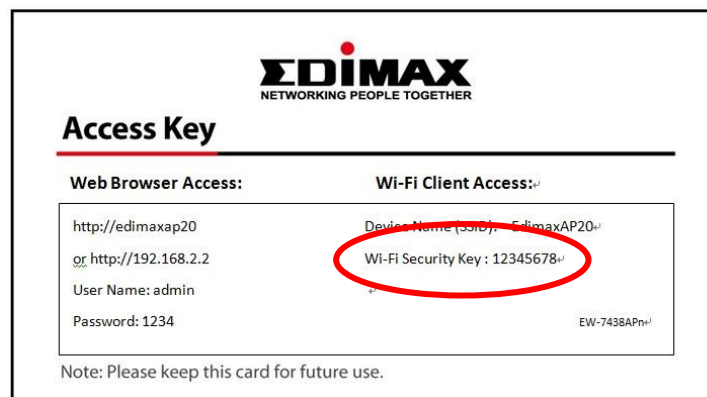 EDiMAX
NETWORKING PEOPLE TOGETHER
Access Key
Web Browser Access:
Wi-Fi Client Access:
http://edimaxap20
Device Name (SSID): EdimaxAP20
or http://192.168.2.2
Wi-Fi Security Key : 12345678
User Name: admin
Password: 1234
EW-7438APn
Note: Please keep this card for future use.